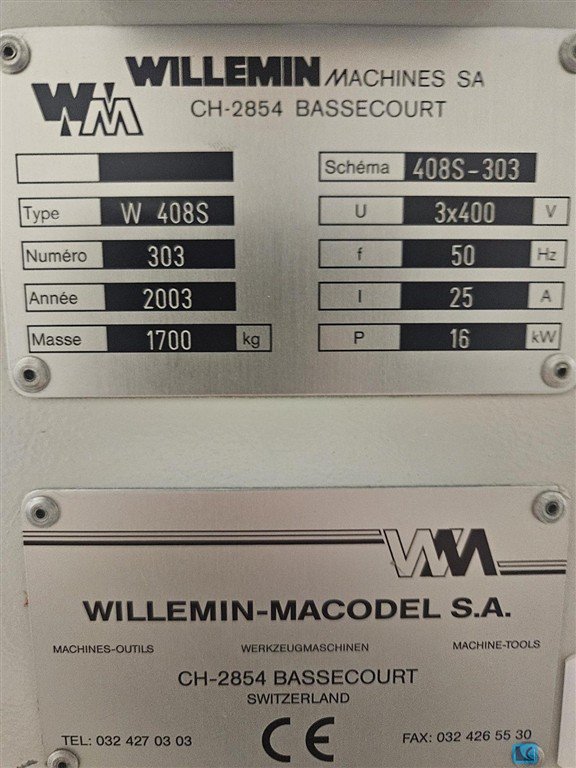 WM WILLEMIN MACHINES SA
CH-2854 BASSECOURT
Schéma 408S-303
Type W 408S
U 3x400 V
Numéro 303
f 50 Hz
Année 2003
I 25 A
Masse 1700 kg
P 16 kW
WM
WILLEMIN-MACODEL S.A.
MACHINES-OUTILS WERKZEUGMASCHINEN MACHINE-TOOLS
CH-2854 BASSECOURT
SWITZERLAND
TEL: 032 427 03 03 CE FAX: 032 426 55 30